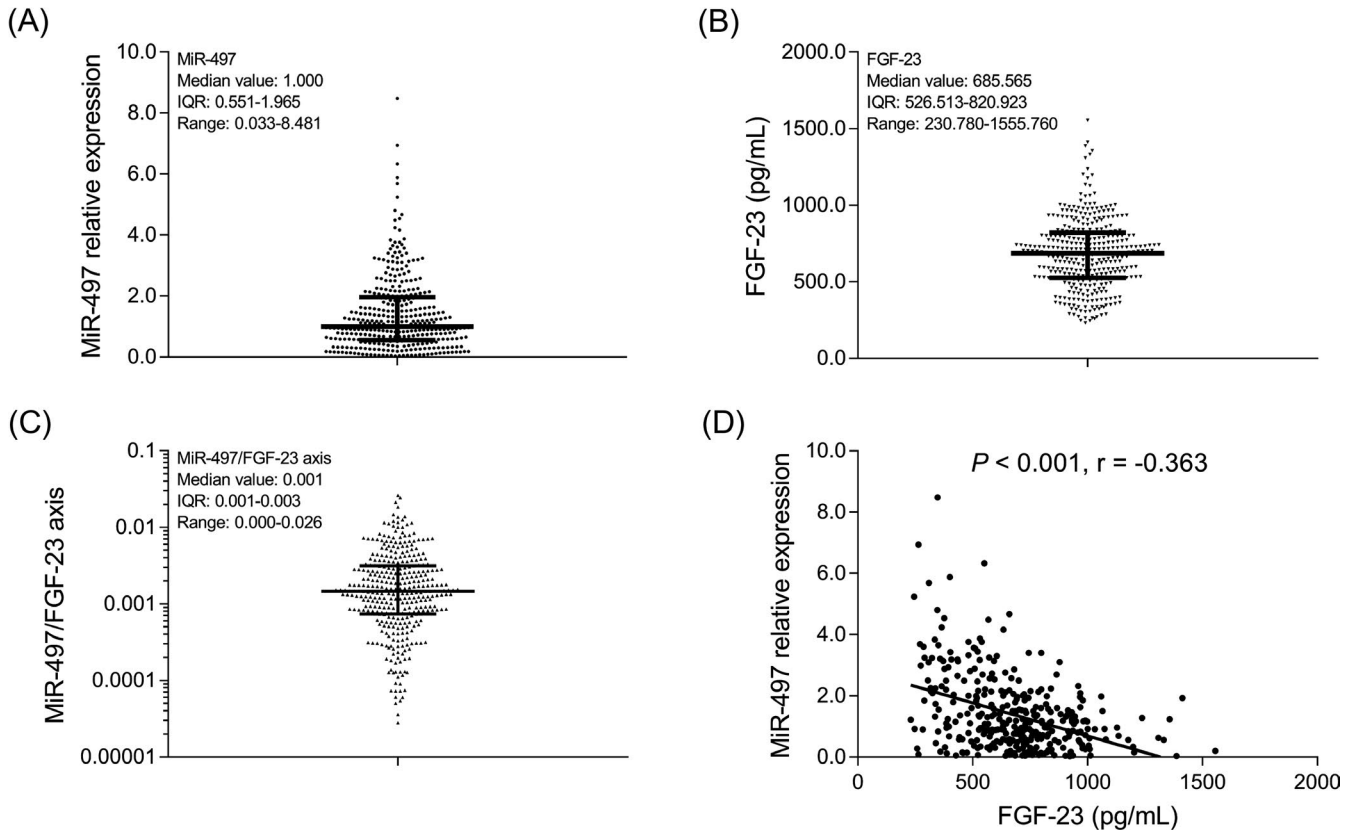 (A)
MiR-497 relative expression
10.0
8.0
6.0
4.0
2.0
0.0
MiR-497
Median value: 1.000
IQR: 0.551-1.965
Range: 0.033-8.481
(B)
FGF-23 (pg/mL)
2000.0
1500.0
1000.0
500.0
0.0
FGF-23
Median value: 685.565
IQR: 526.513-820.923
Range: 230.780-1555.760
(C)
MiR-497/FGF-23 axis
0.1
0.01
0.001
0.0001
0.00001
MiR-497/FGF-23 axis
Median value: 0.001
IQR: 0.001-0.003
Range: 0.000-0.026
(D)
MiR-497 relative expression
10.0
8.0
6.0
4.0
2.0
0.0
P < 0.001, r = -0.363
0 500 1000 1500 2000
FGF-23 (pg/mL)